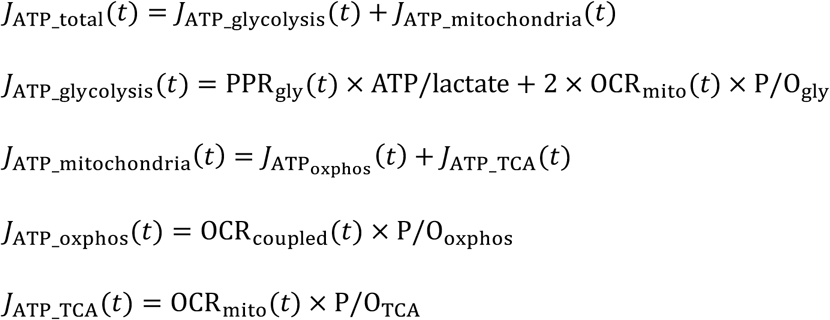 J_ATP_total(t) = J_ATP_glycolysis(t) + J_ATP_mitochondria(t)
J_ATP_glycolysis(t) = PPR_gly(t) × ATP/lactate + 2 × OCR_mito(t) × P/O_gly
J_ATP_mitochondria(t) = J_ATP_oxphos(t) + J_ATP_TCA(t)
J_ATP_oxphos(t) = OCR_coupled(t) × P/O_oxphos
J_ATP_TCA(t) = OCR_mito(t) × P/O_TCA